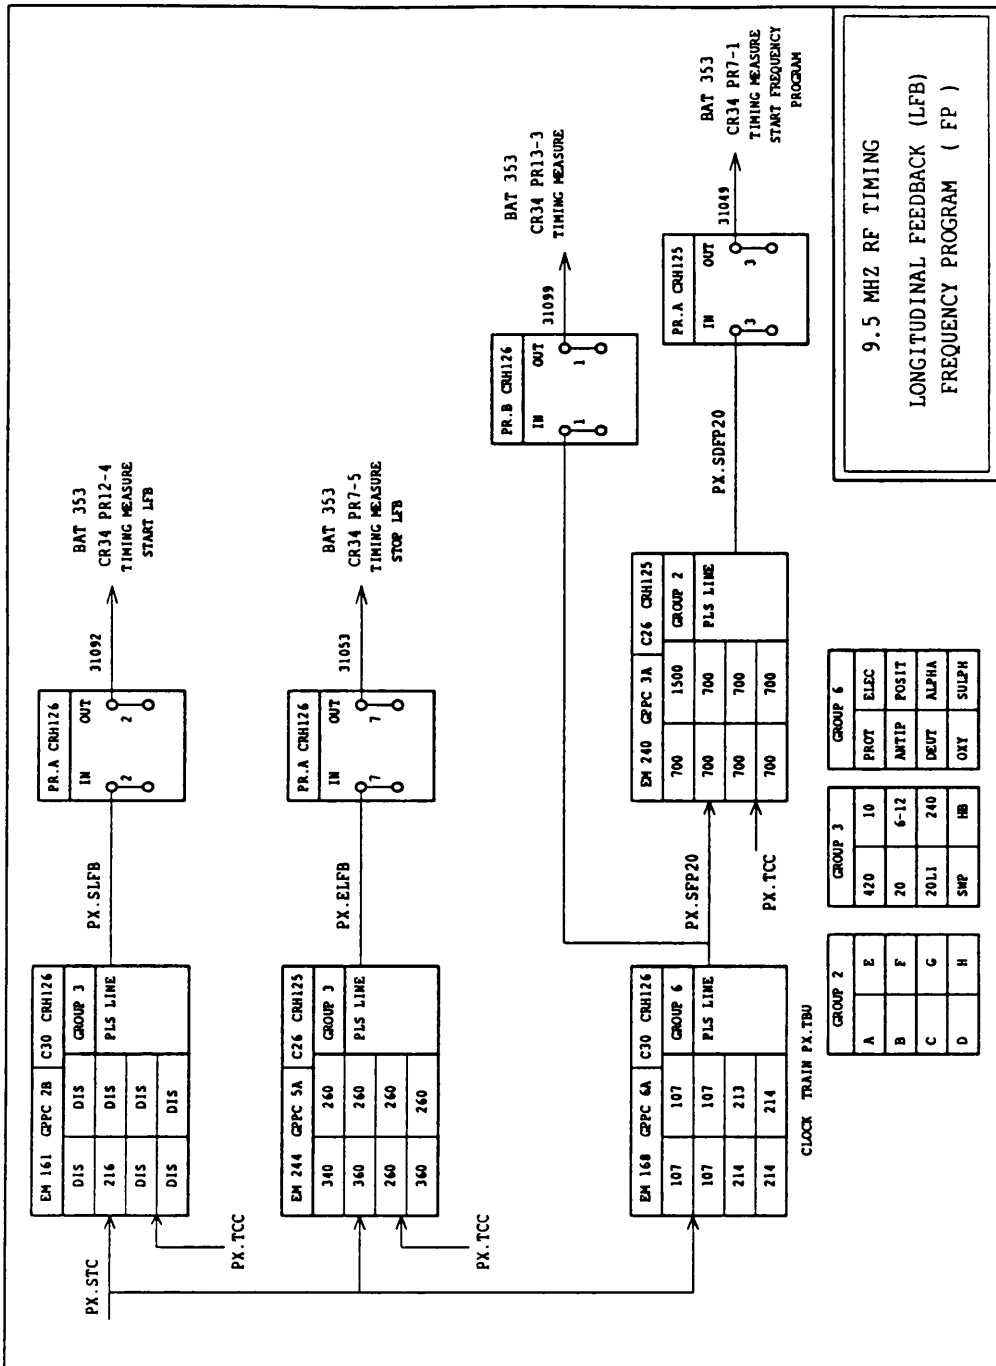 PX.STC
EM 161 GPPC 2B C30 CRH126
DIS DIS GROUP 3
216 DIS PLS LINE
DIS DIS
DIS DIS
PX.TCC
PX.SLFB
PR.A CRH126
IN OUT
2 2
31092
BAT 353
CR34 PR12-4
TIMING MEASURE
START LFB
EM 244 GPPC 5A C26 CRH125
340 260 GROUP 3
360 260 PLS LINE
260 260
360 260
PX.TCC
PX.ELFB
PR.A CRH126
IN OUT
7 7
31053
BAT 353
CR34 PR7-5
TIMING MEASURE
STOP LFB
PR.B CRH126
IN OUT
1 1
31099
BAT 353
CR34 PR13-3
TIMING MEASURE
EM 168 GPPC 6A C30 CRH126
107 107 GROUP 6
107 107 PLS LINE
214 213
214 214
CLOCK TRAIN PX.TBU
PX.SFP20
PX.TCC
EM 240 GPPC 3A C26 CRH125
700 1500 GROUP 2
700 700 PLS LINE
700 700
700 700
PX.SDFP20
PR.A CRH125
IN OUT
3 3
31049
BAT 353
CR34 PR7-1
TIMING MEASURE
START FREQUENCY
PROGRAM
GROUP 2
A E
B F
C G
D H
GROUP 3
420 10
20 6-12
20LI 240
SWP HB
GROUP 6
PROT ELEC
ANTIP POSIT
DEUT ALPHA
OXY SULPH
9.5 MHZ RF TIMING
LONGITUDINAL FEEDBACK (LFB)
FREQUENCY PROGRAM ( FP )